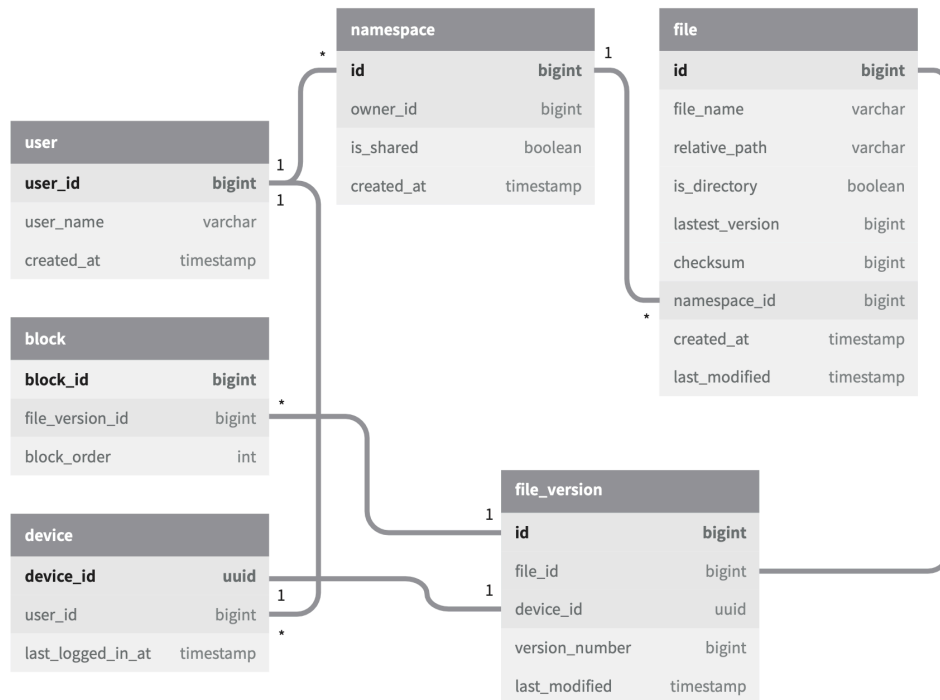 namespace
id bigint
owner_id bigint
is_shared boolean
created_at timestamp
file
id bigint
file_name varchar
relative_path varchar
is_directory boolean
lastest_version bigint
checksum bigint
namespace_id bigint
created_at timestamp
last_modified timestamp
user
user_id bigint
user_name varchar
created_at timestamp
block
block_id bigint
file_version_id bigint
block_order int
device
device_id uuid
user_id bigint
last_logged_in_at timestamp
file_version
id bigint
file_id bigint
device_id uuid
version_number bigint
last_modified timestamp
*
1
1
1
*
*
1
1
1
*